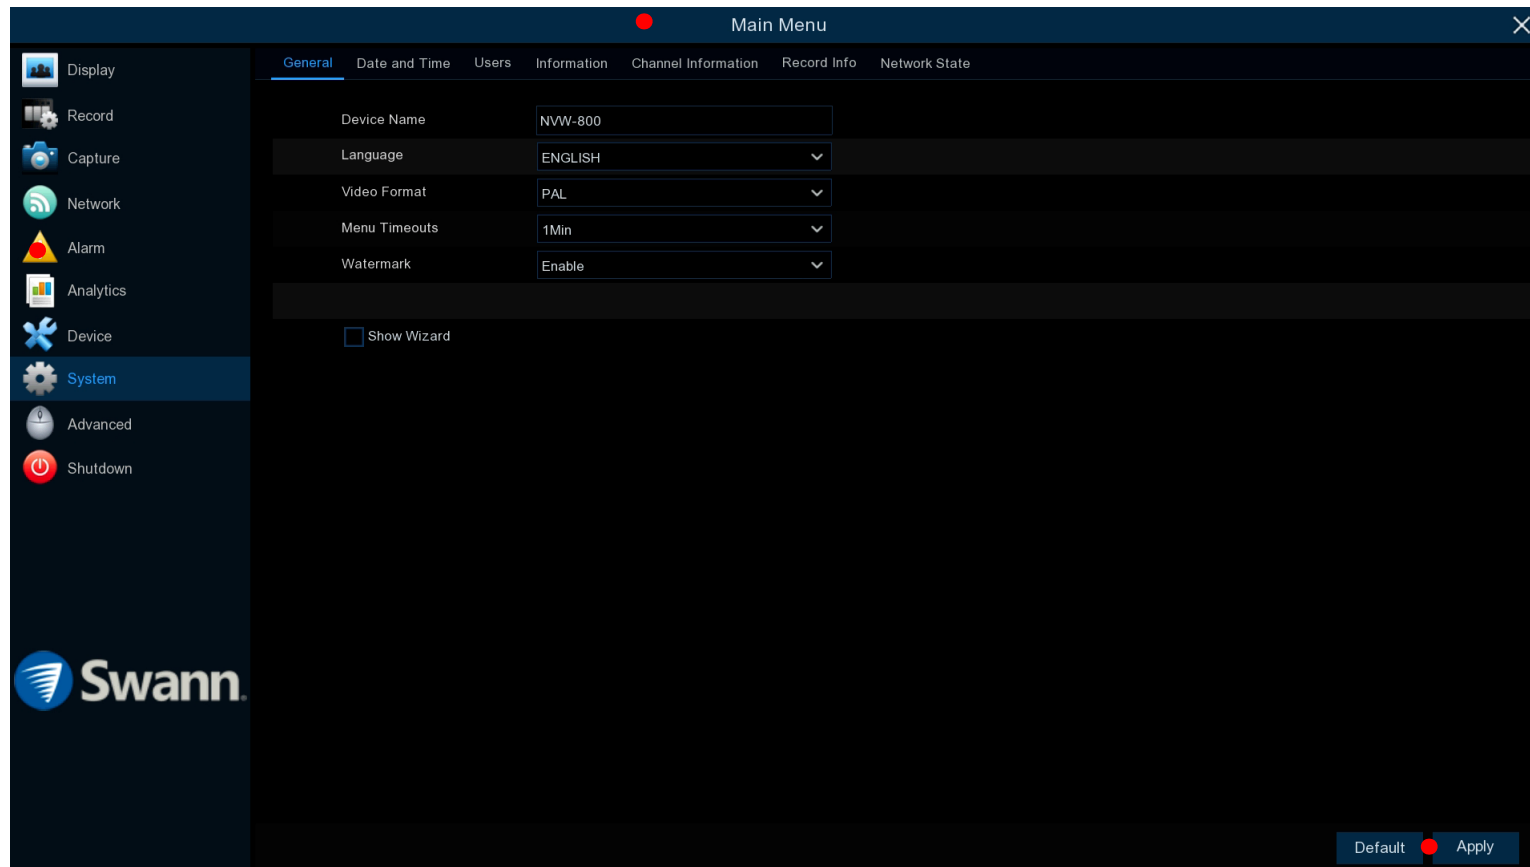 Main Menu
Display
Record
Capture
Network
Alarm
Analytics
Device
System
Advanced
Shutdown
Swann
General Date and Time Users Information Channel Information Record Info Network State
Device Name NVW-800
Language ENGLISH
Video Format PAL
Menu Timeouts 1Min
Watermark Enable
Show Wizard
Default Apply